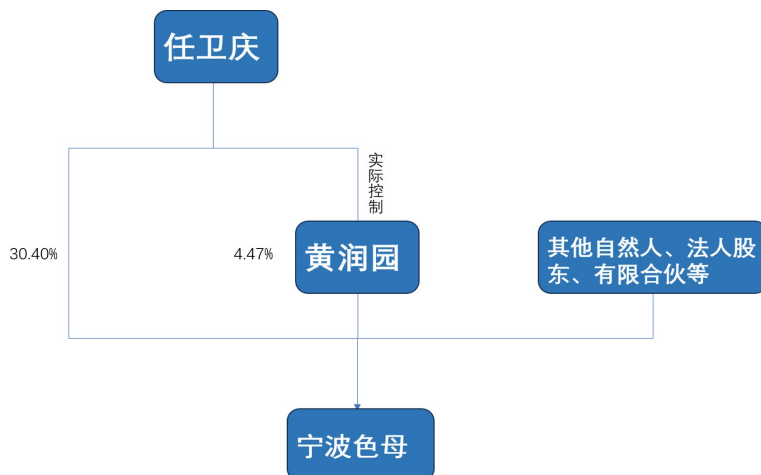 任卫庆
实际控制
30.40%
4.47%
黄润园
其他自然人、法人股
东、有限合伙等
宁波色母